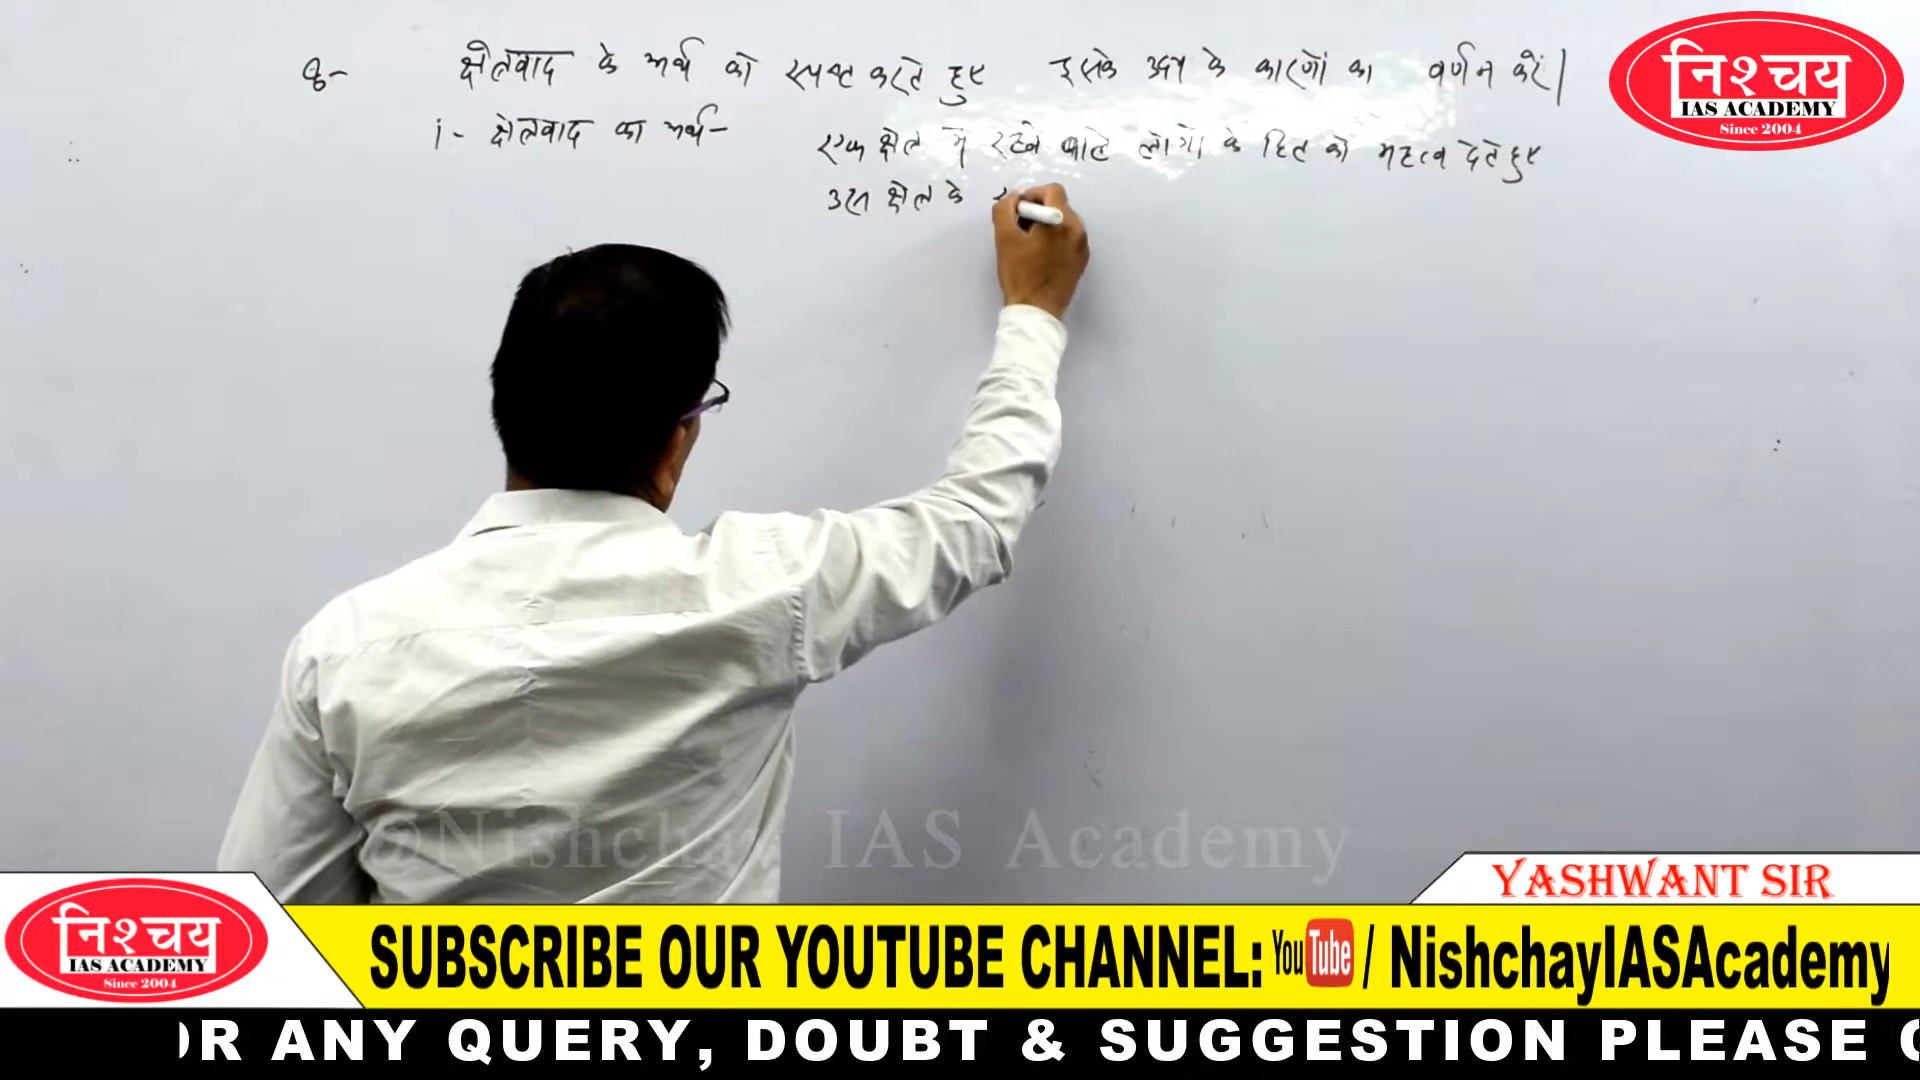 Q- क्षेत्रवाद के अर्थ को स्पष्ट करते हुए इसके उदय के कारणों का वर्णन करें|
i- क्षेत्रवाद का अर्थ- एक क्षेत्र में रहने वाले लोगों के हित को महत्व देते हुए
उस क्षेत्र के
निश्चय
IAS ACADEMY
Since 2004
@Nishchay IAS Academy
YASHWANT SIR
निश्चय
IAS ACADEMY
Since 2004
SUBSCRIBE OUR YOUTUBE CHANNEL: YouTube / NishchayIASAcademy
OR ANY QUERY, DOUBT & SUGGESTION PLEASE